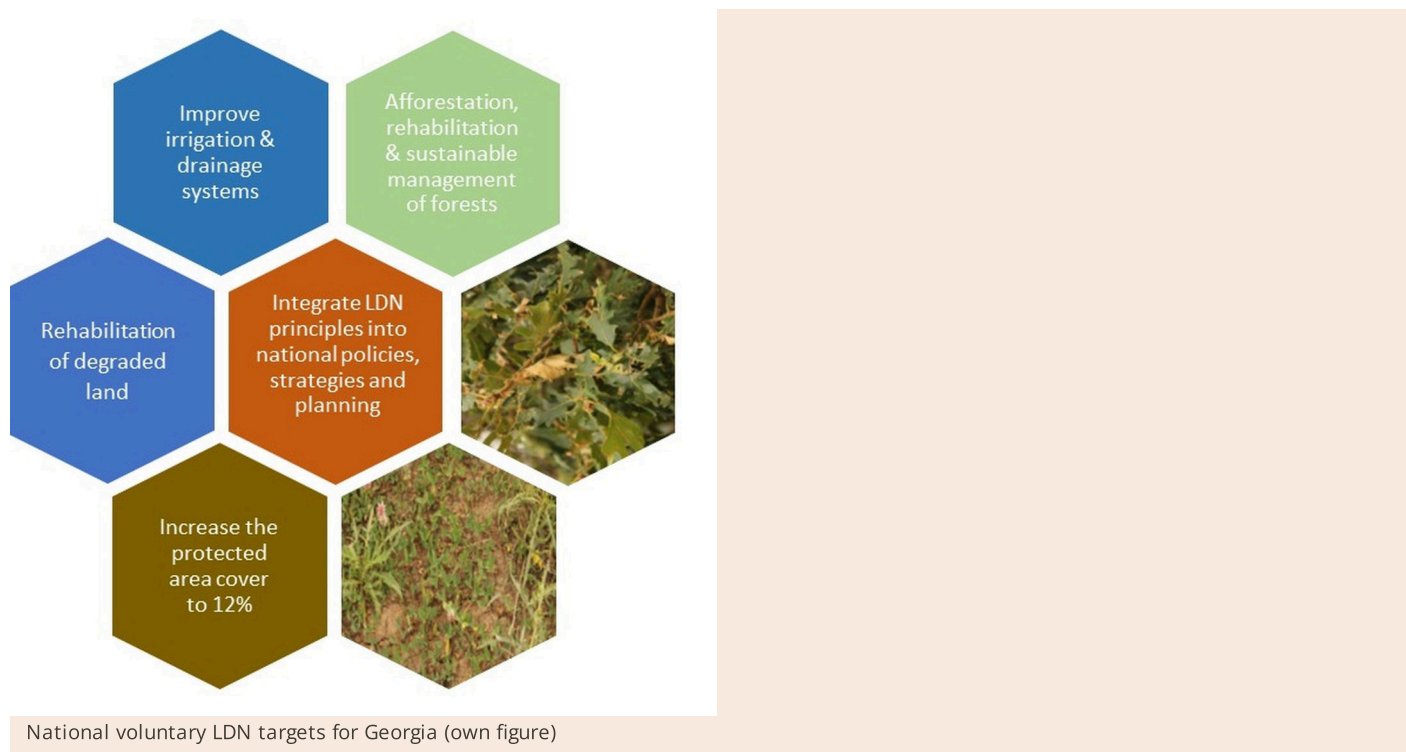 Improve
irrigation &
drainage
systems
Afforestation,
rehabilitation
& sustainable
management
of forests
Rehabilitation
of degraded
land
Integrate LDN
principles into
national policies,
strategies and
planning
Increase the
protected
area cover
to 12%
National voluntary LDN targets for Georgia (own figure)